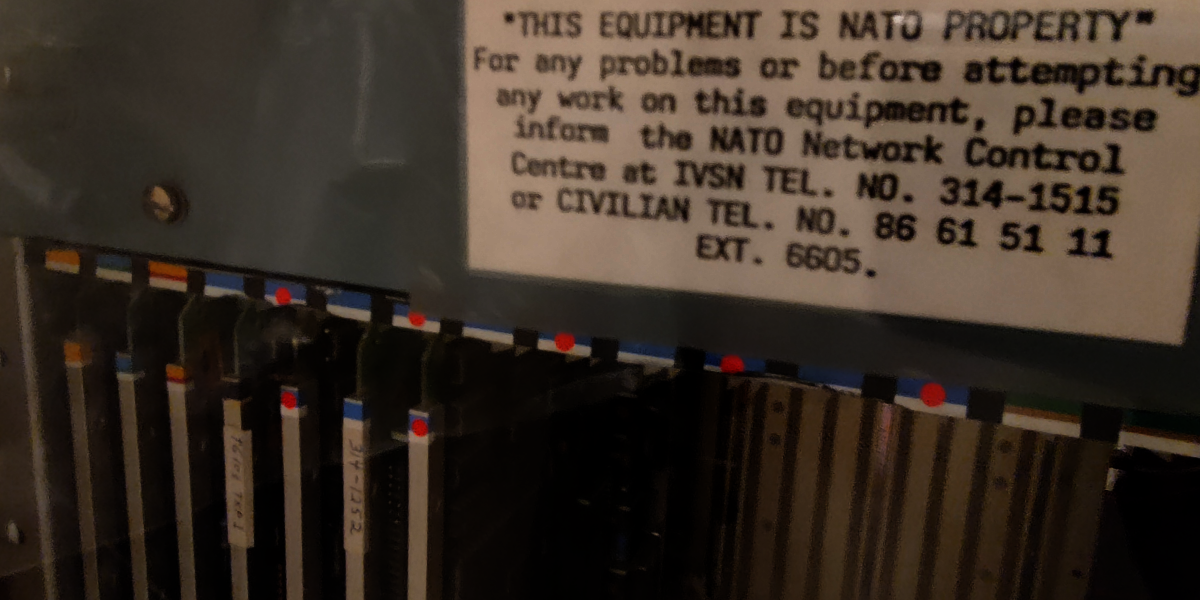 "THIS EQUIPMENT IS NATO PROPERTY"
For any problems or before attempting
any work on this equipment, please
inform the NATO Network Control
Centre at IVSN TEL. NO. 314-1515
or CIVILIAN TEL. NO. 86 61 51 11
EXT. 6605.
314-1252